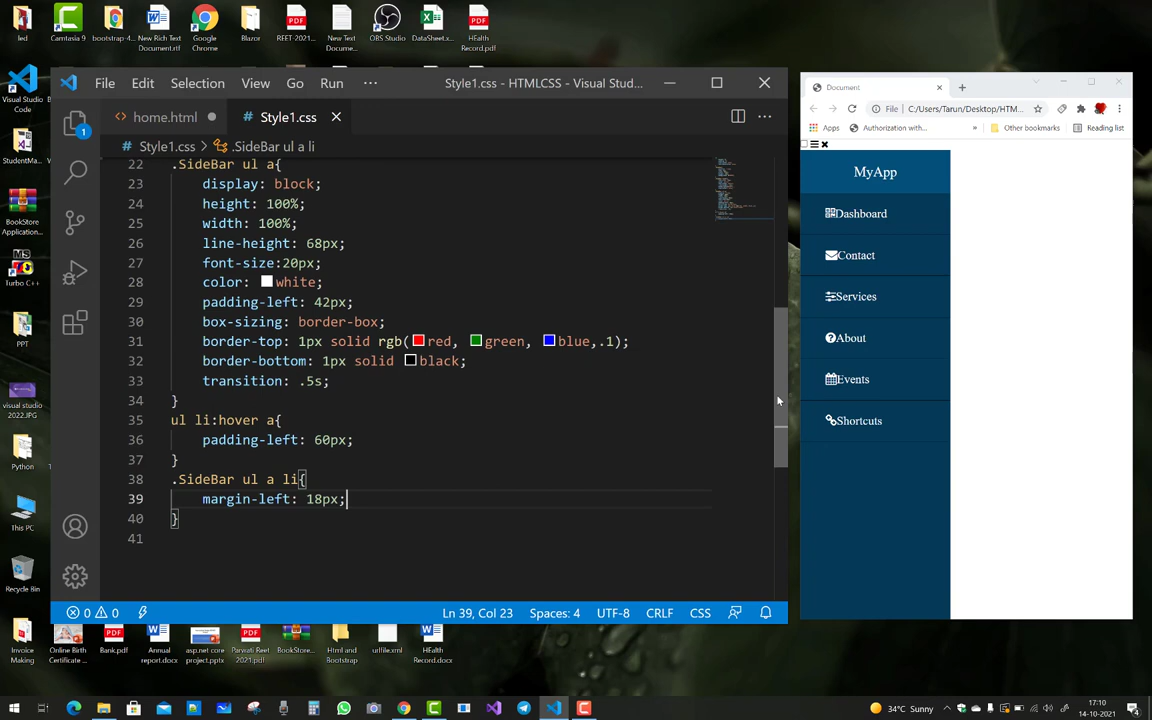 led
Camtasia 9
bootstrap-4...
New Rich Text Document.rtf
Google Chrome
Blazor
REET-2021...
New Text Docume...
OBS Studio
DataSheet.x...
HEalth Record.pdf
Visual Studio Code
StudentMa...
BookStore Application...
Turbo C++
PPT
visual studio 2022.JPG
Python
This PC
Recycle Bin
Invoice Making
File Edit Selection View Go Run ···
Style1.css - HTMLCSS - Visual Stud...
home.html
Style1.css
Style1.css > .SideBar ul a li
1
22 .SideBar ul a{
23 display: block;
24 height: 100%;
25 width: 100%;
26 line-height: 68px;
27 font-size:20px;
28 color: white;
29 padding-left: 42px;
30 box-sizing: border-box;
31 border-top: 1px solid rgb(red, green, blue,.1);
32 border-bottom: 1px solid black;
33 transition: .5s;
34 }
35 ul li:hover a{
36 padding-left: 60px;
37 }
38 .SideBar ul a li{
39 margin-left: 18px;
40 }
41
0 0
Ln 39, Col 23
Spaces: 4
UTF-8
CRLF
CSS
Document
File
C:/Users/Tarun/Desktop/HTM...
Apps
Authorization with...
»
Other bookmarks
Reading list
MyApp
Dashboard
Contact
Services
About
Events
Shortcuts
Online Birth Certificate ...
Bank.pdf
Annual report.docx
asp.net core project.pptx
Parvati Reet 2021.pdf
BookStore...
Html and Bootstrap
urlfile.xml
HEalth Record.docx
34°C Sunny
17:10
14-10-2021
4